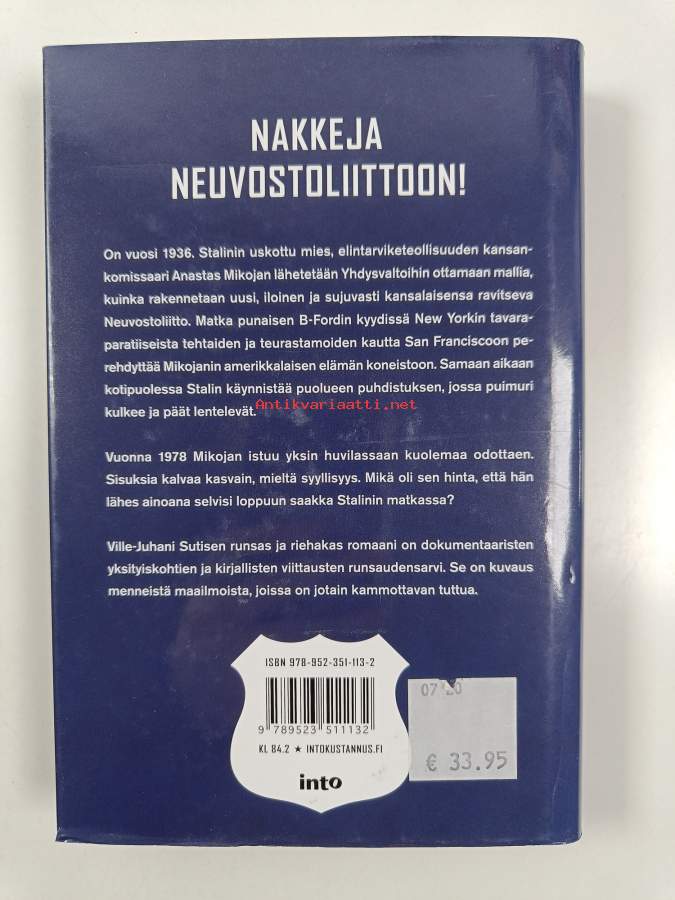 NAKKEJA
NEUVOSTOLIITTOON!
On vuosi 1936. Stalinin uskottu mies, elintarviketeollisuuden kansan-
komissaari Anastas Mikojan lähetetään Yhdysvaltoihin ottamaan mallia,
kuinka rakennetaan uusi, iloinen ja sujuvasti kansalaisensa ravitseva
Neuvostoliitto. Matka punaisen B-Fordin kyydissä New Yorkin tavara-
paratiiseista tehtaiden ja teurastamoiden kautta San Franciscoon pe-
rehdyttää Mikojanin amerikkalaisen elämän koneistoon. Samaan aikaan
kotipuolessa Stalin käynnistää puolueen puhdistuksen, jossa puimuri
kulkee ja päät lentelevät.
Antikvariaatti.net
Vuonna 1978 Mikojan istuu yksin huvilassaan kuolemaa odottaen.
Sisuksia kalvaa kasvain, mieltä syyllisyys. Mikä oli sen hinta, että hän
lähes ainoana selvisi loppuun saakka Stalinin matkassa?
Ville-Juhani Sutisen runsas ja riehakas romaani on dokumentaaristen
yksityiskohtien ja kirjallisten viittausten runsaudensarvi. Se on kuvaus
menneistä maailmoista, joissa on jotain kammottavan tuttua.
ISBN 978-952-351-113-2
9 789523 511132
KL 84.2 ★ INTOKUSTANNUS.FI
into
07 20
€ 33.95